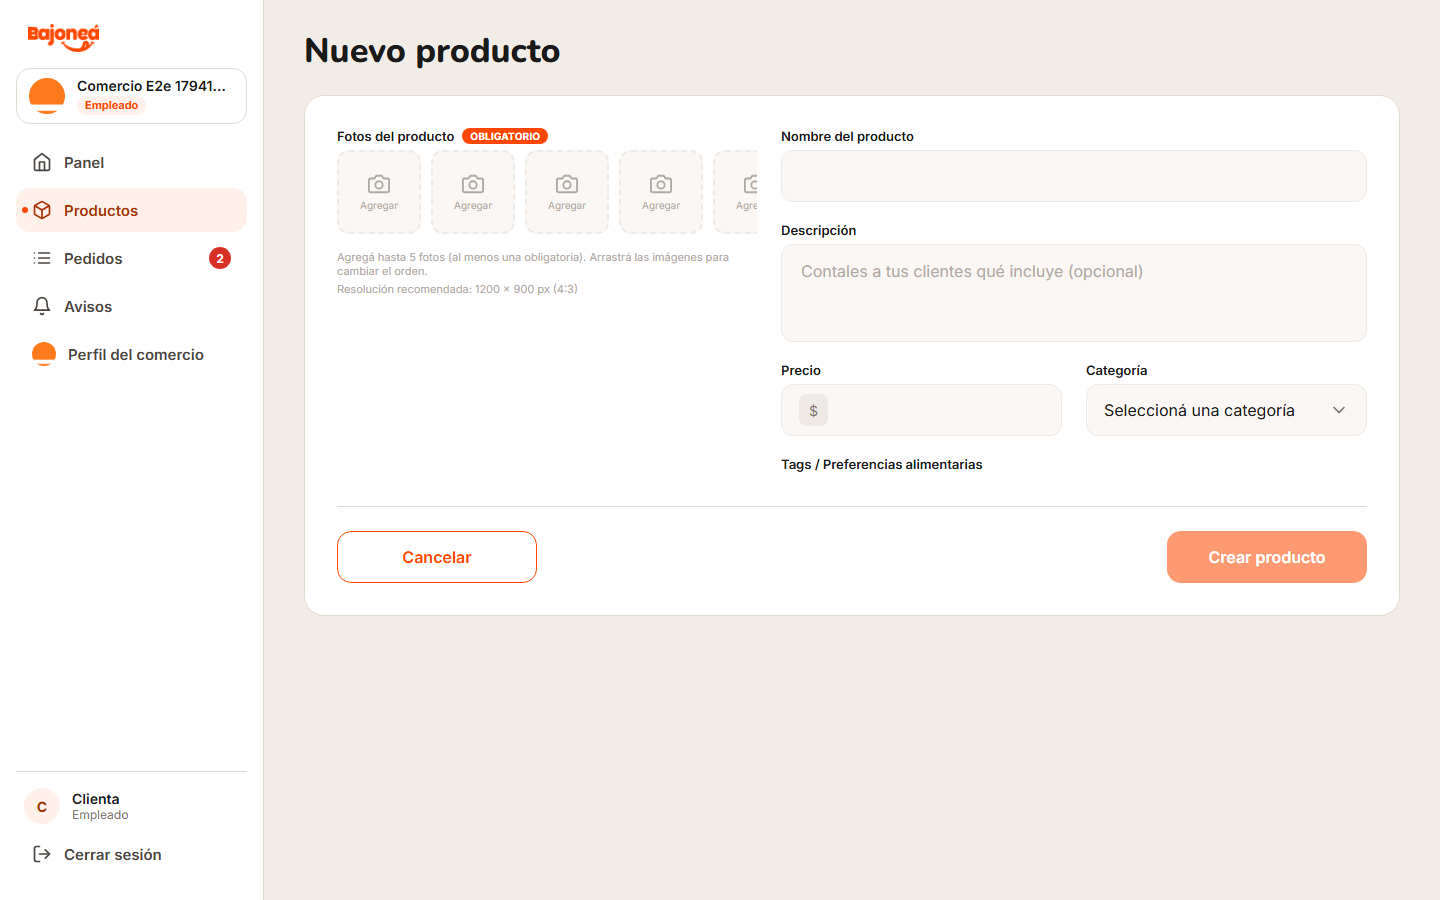 Bajoneá
Comercio E2e 17941...
Empleado
Panel
Productos
Pedidos
2
Avisos
Perfil del comercio
C
Clienta
Empleado
Cerrar sesión
Nuevo producto
Fotos del producto
OBLIGATORIO
Agregar
Agregar
Agregar
Agregar
Agre
Agregá hasta 5 fotos (al menos una obligatoria). Arrastrá las imágenes para
cambiar el orden.
Resolución recomendada: 1200 × 900 px (4:3)
Nombre del producto
Descripción
Contales a tus clientes qué incluye (opcional)
Precio
$
Categoría
Seleccioná una categoría
Tags / Preferencias alimentarias
Cancelar
Crear producto